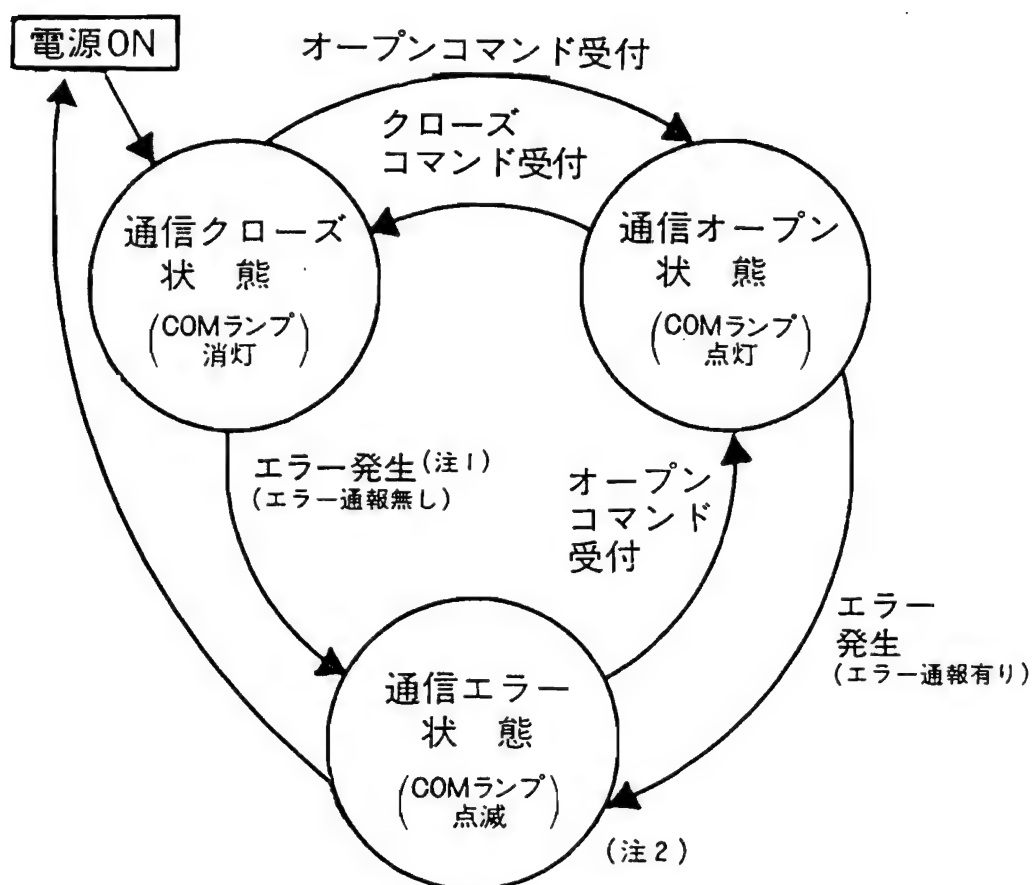 電源ON
オープンコマンド受付
クローズ
コマンド受付
通信クローズ
状 態
(COMランプ
消灯)
通信オープン
状 態
(COMランプ
点灯)
エラー発生(注1)
(エラー通報無し)
オープン
コマンド
受付
エラー
発生
(エラー通報有り)
通信エラー
状 態
(COMランプ
点滅)
(注2)